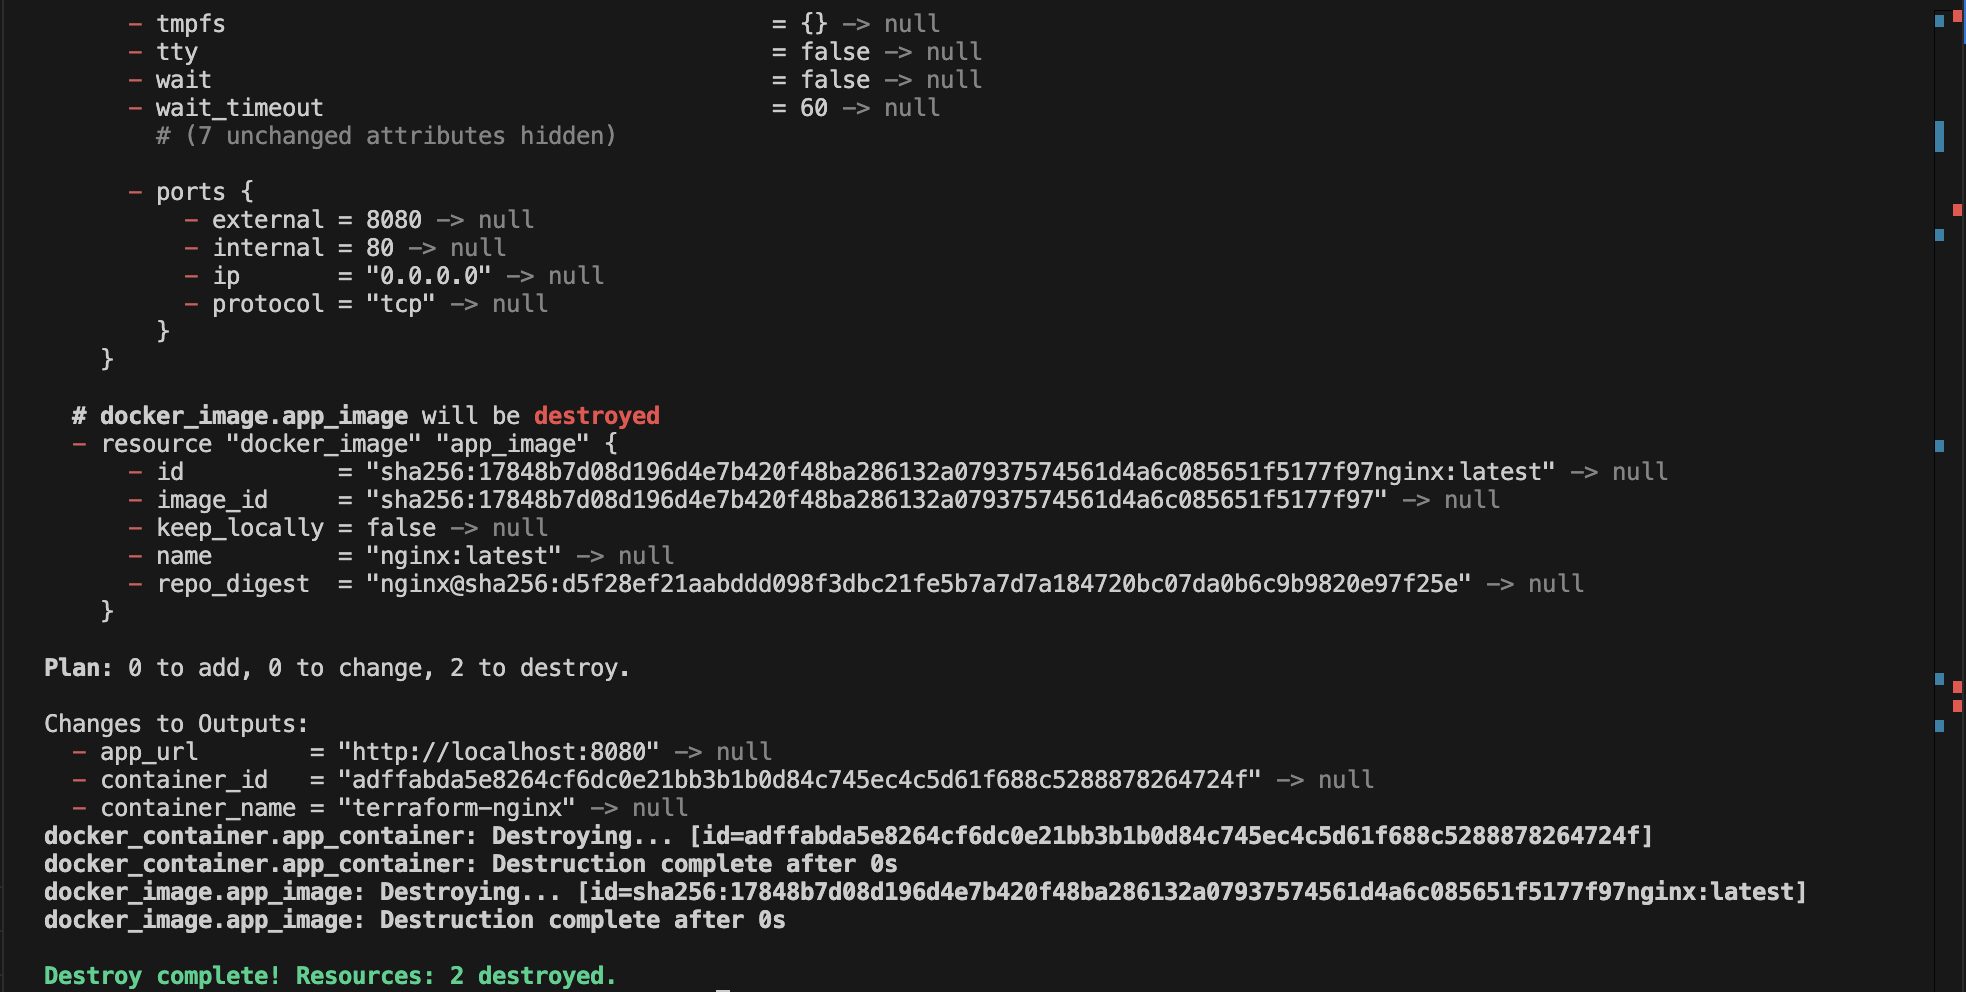 - tmpfs = {} -> null
- tty = false -> null
- wait = false -> null
- wait_timeout = 60 -> null
# (7 unchanged attributes hidden)
- ports {
- external = 8080 -> null
- internal = 80 -> null
- ip = "0.0.0.0" -> null
- protocol = "tcp" -> null
}
}
# docker_image.app_image will be destroyed
- resource "docker_image" "app_image" {
- id = "sha256:17848b7d08d196d4e7b420f48ba286132a07937574561d4a6c085651f5177f97nginx:latest" -> null
- image_id = "sha256:17848b7d08d196d4e7b420f48ba286132a07937574561d4a6c085651f5177f97" -> null
- keep_locally = false -> null
- name = "nginx:latest" -> null
- repo_digest = "nginx@sha256:d5f28ef21aabddd098f3dbc21fe5b7a7d7a184720bc07da0b6c9b9820e97f25e" -> null
}
Plan: 0 to add, 0 to change, 2 to destroy.
Changes to Outputs:
- app_url = "http://localhost:8080" -> null
- container_id = "adffabda5e8264cf6dc0e21bb3b1b0d84c745ec4c5d61f688c5288878264724f" -> null
- container_name = "terraform-nginx" -> null
docker_container.app_container: Destroying... [id=adffabda5e8264cf6dc0e21bb3b1b0d84c745ec4c5d61f688c5288878264724f]
docker_container.app_container: Destruction complete after 0s
docker_image.app_image: Destroying... [id=sha256:17848b7d08d196d4e7b420f48ba286132a07937574561d4a6c085651f5177f97nginx:latest]
docker_image.app_image: Destruction complete after 0s
Destroy complete! Resources: 2 destroyed.